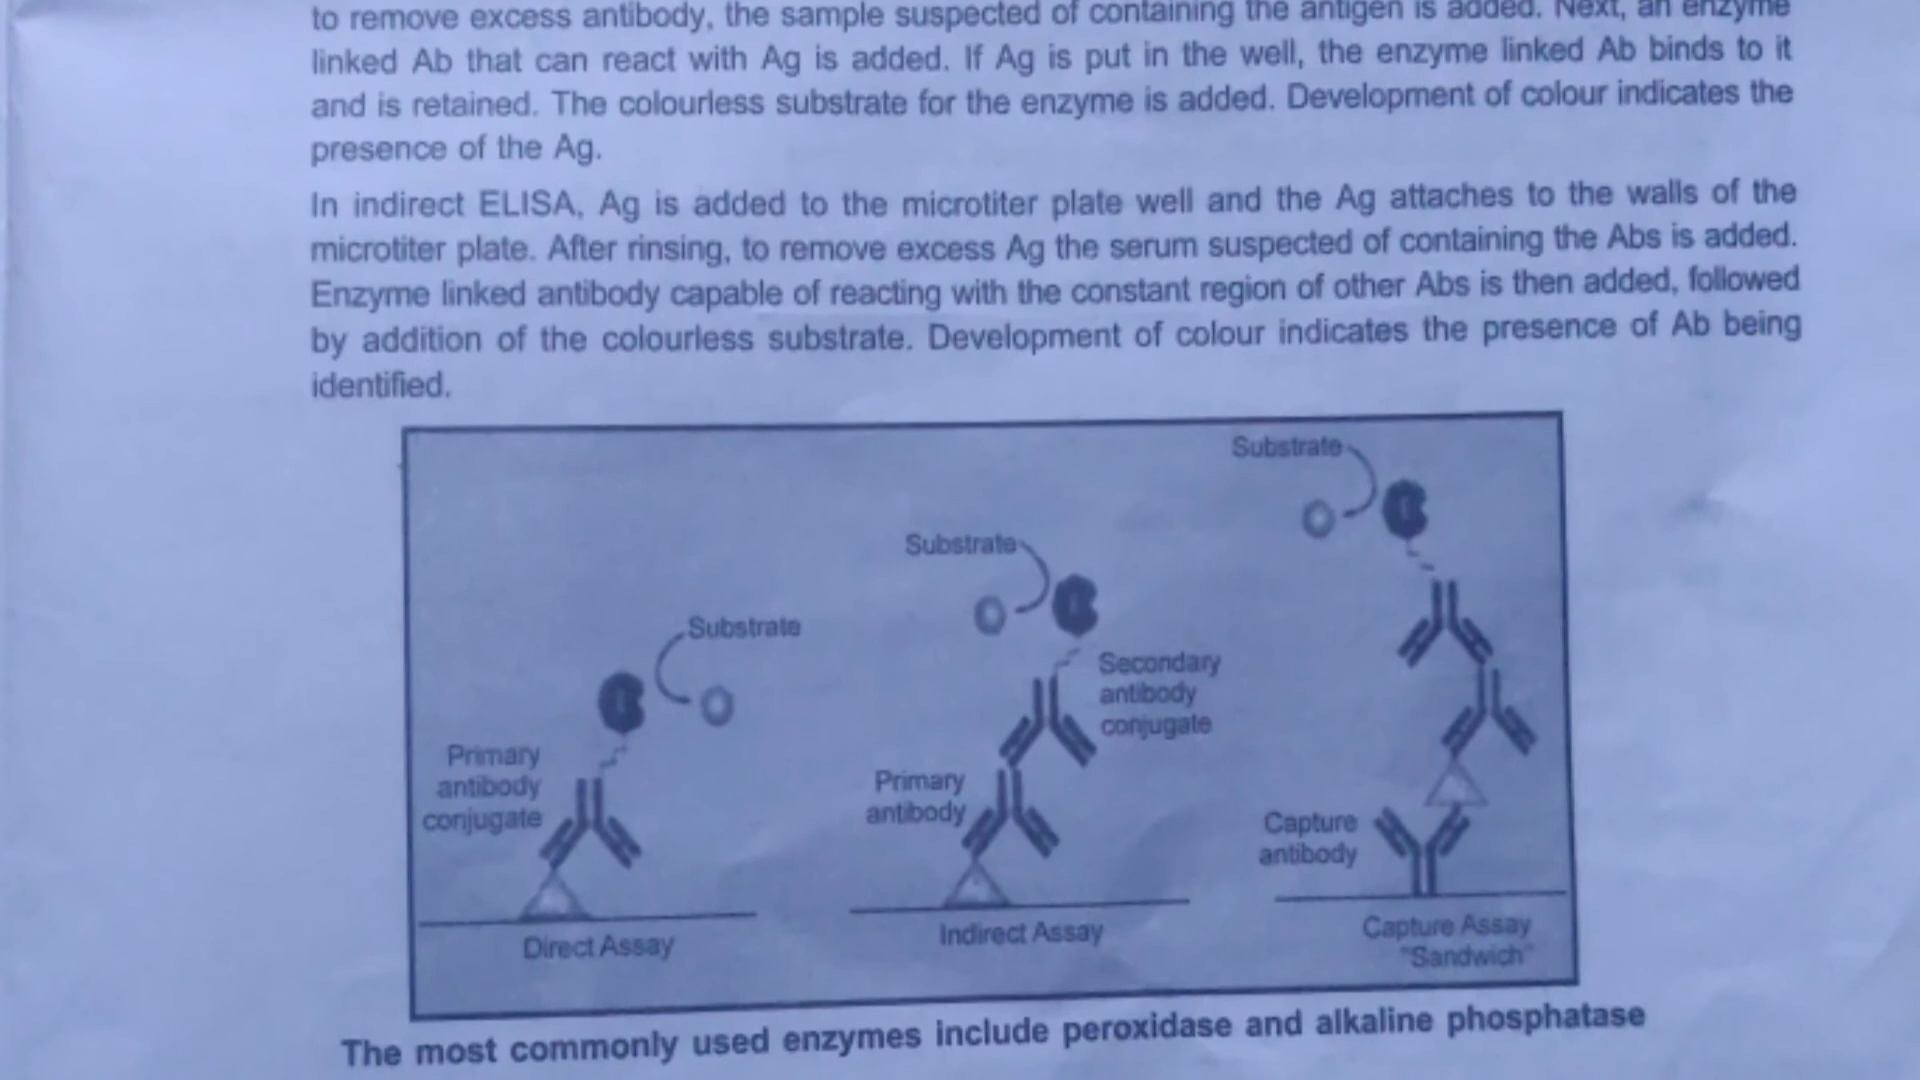 to remove excess antibody, the sample suspected of containing the antigen is added. Next, an enzyme
linked Ab that can react with Ag is added. If Ag is put in the well, the enzyme linked Ab binds to it
and is retained. The colourless substrate for the enzyme is added. Development of colour indicates the
presence of the Ag.
In indirect ELISA, Ag is added to the microtiter plate well and the Ag attaches to the walls of the
microtiter plate. After rinsing, to remove excess Ag the serum suspected of containing the Abs is added.
Enzyme linked antibody capable of reacting with the constant region of other Abs is then added, followed
by addition of the colourless substrate. Development of colour indicates the presence of Ab being
identified.
Substrate
Primary
antibody
conjugate
Direct Assay
Substrate
Secondary
antibody
conjugate
Primary
antibody
Indirect Assay
Substrate
Capture
antibody
Capture Assay
"Sandwich"
The most commonly used enzymes include peroxidase and alkaline phosphatase